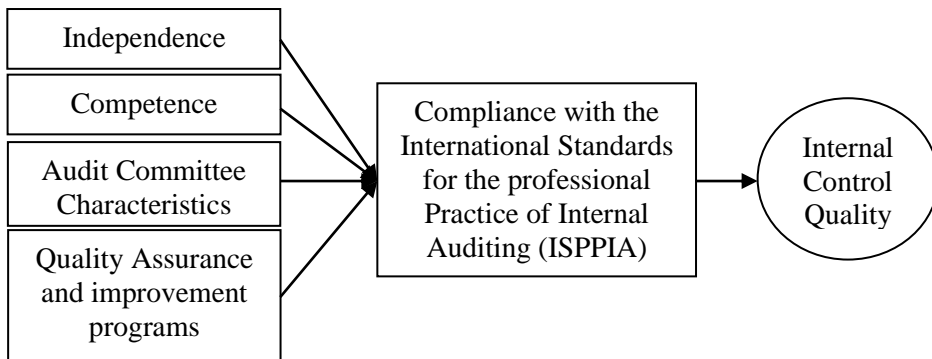 Independence
Competence
Audit Committee
Characteristics
Quality Assurance
and improvement
programs
Compliance with the
International Standards
for the professional
Practice of Internal
Auditing (ISPPIA)
Internal
Control
Quality